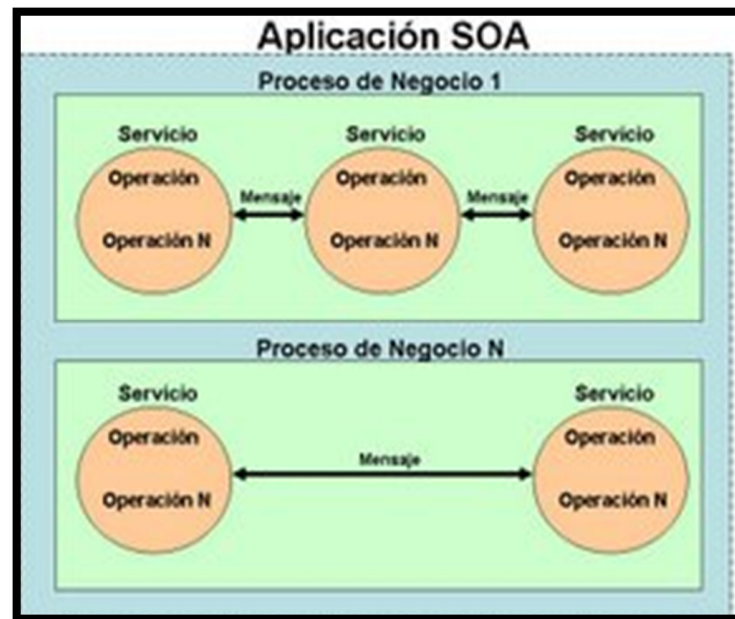 Aplicación SOA
Proceso de Negocio 1
Servicio Servicio Servicio
Operación Operación Operación
Mensaje Mensaje
Operación N Operación N Operación N
Proceso de Negocio N
Servicio Servicio
Operación Operación
Mensaje
Operación N Operación N